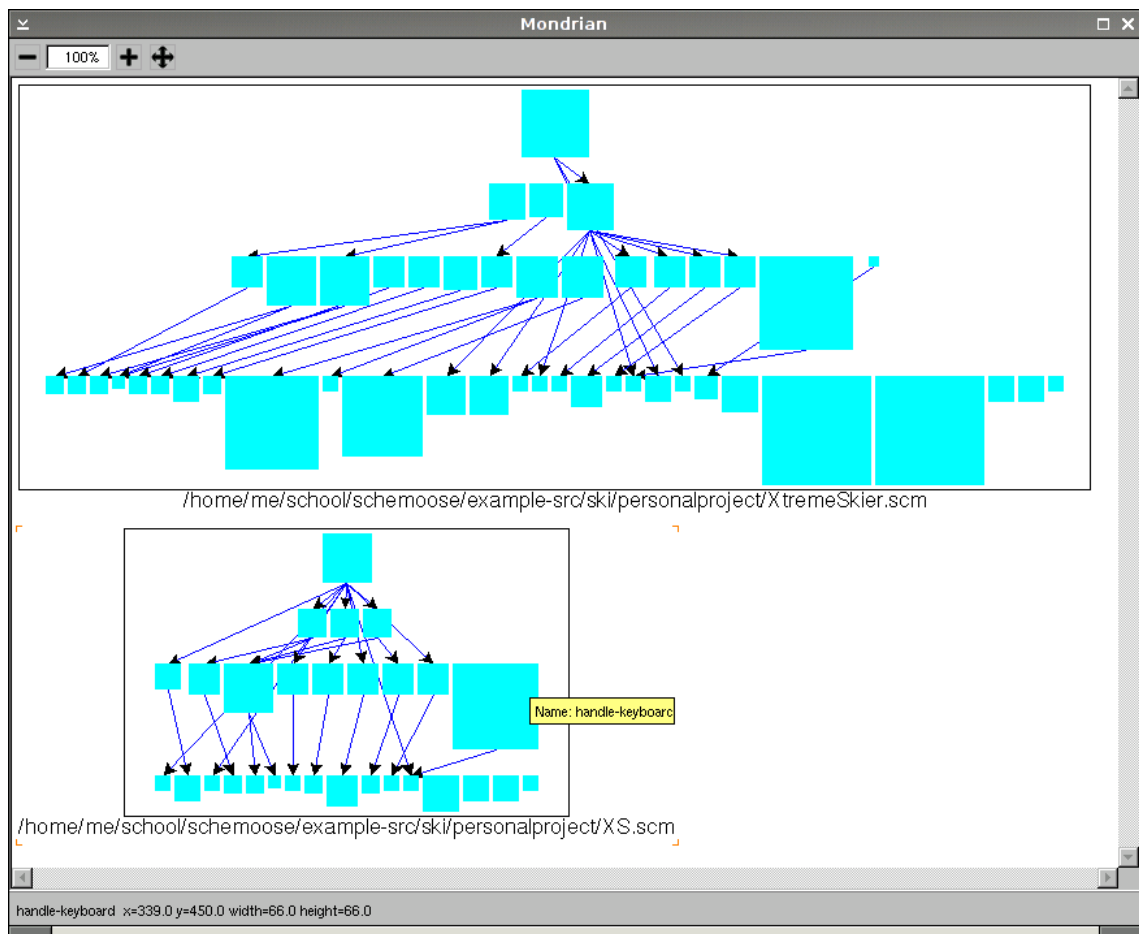 Mondrian
100%
/home/me/school/schemoose/example-src/ski/personalproject/XtremeSkier.scm
Name: handle-keyboard
/home/me/school/schemoose/example-src/ski/personalproject/XS.scm
handle-keyboard x=339.0 y=450.0 width=66.0 height=66.0